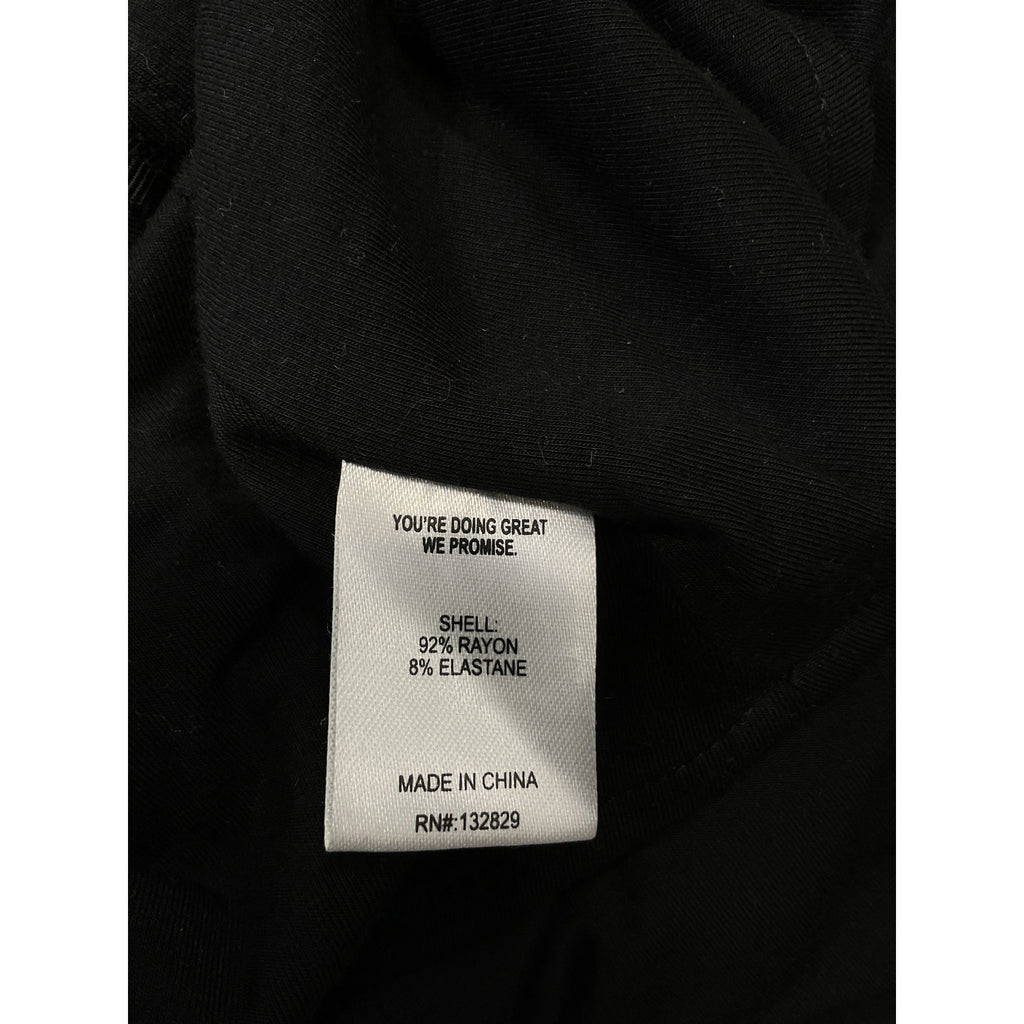 YOU'RE DOING GREAT
WE PROMISE.
SHELL:
92% RAYON
8% ELASTANE
MADE IN CHINA
RN#:132829